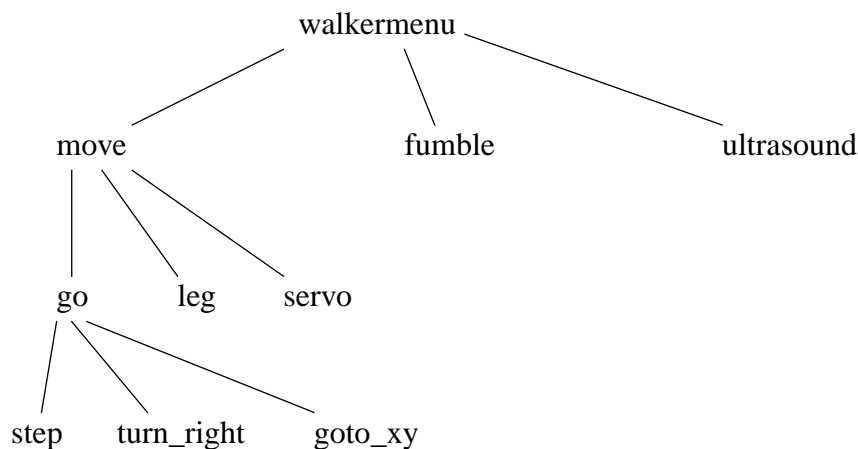 walkermenu
move fumble ultrasound
go leg servo
step turn_right goto_xy